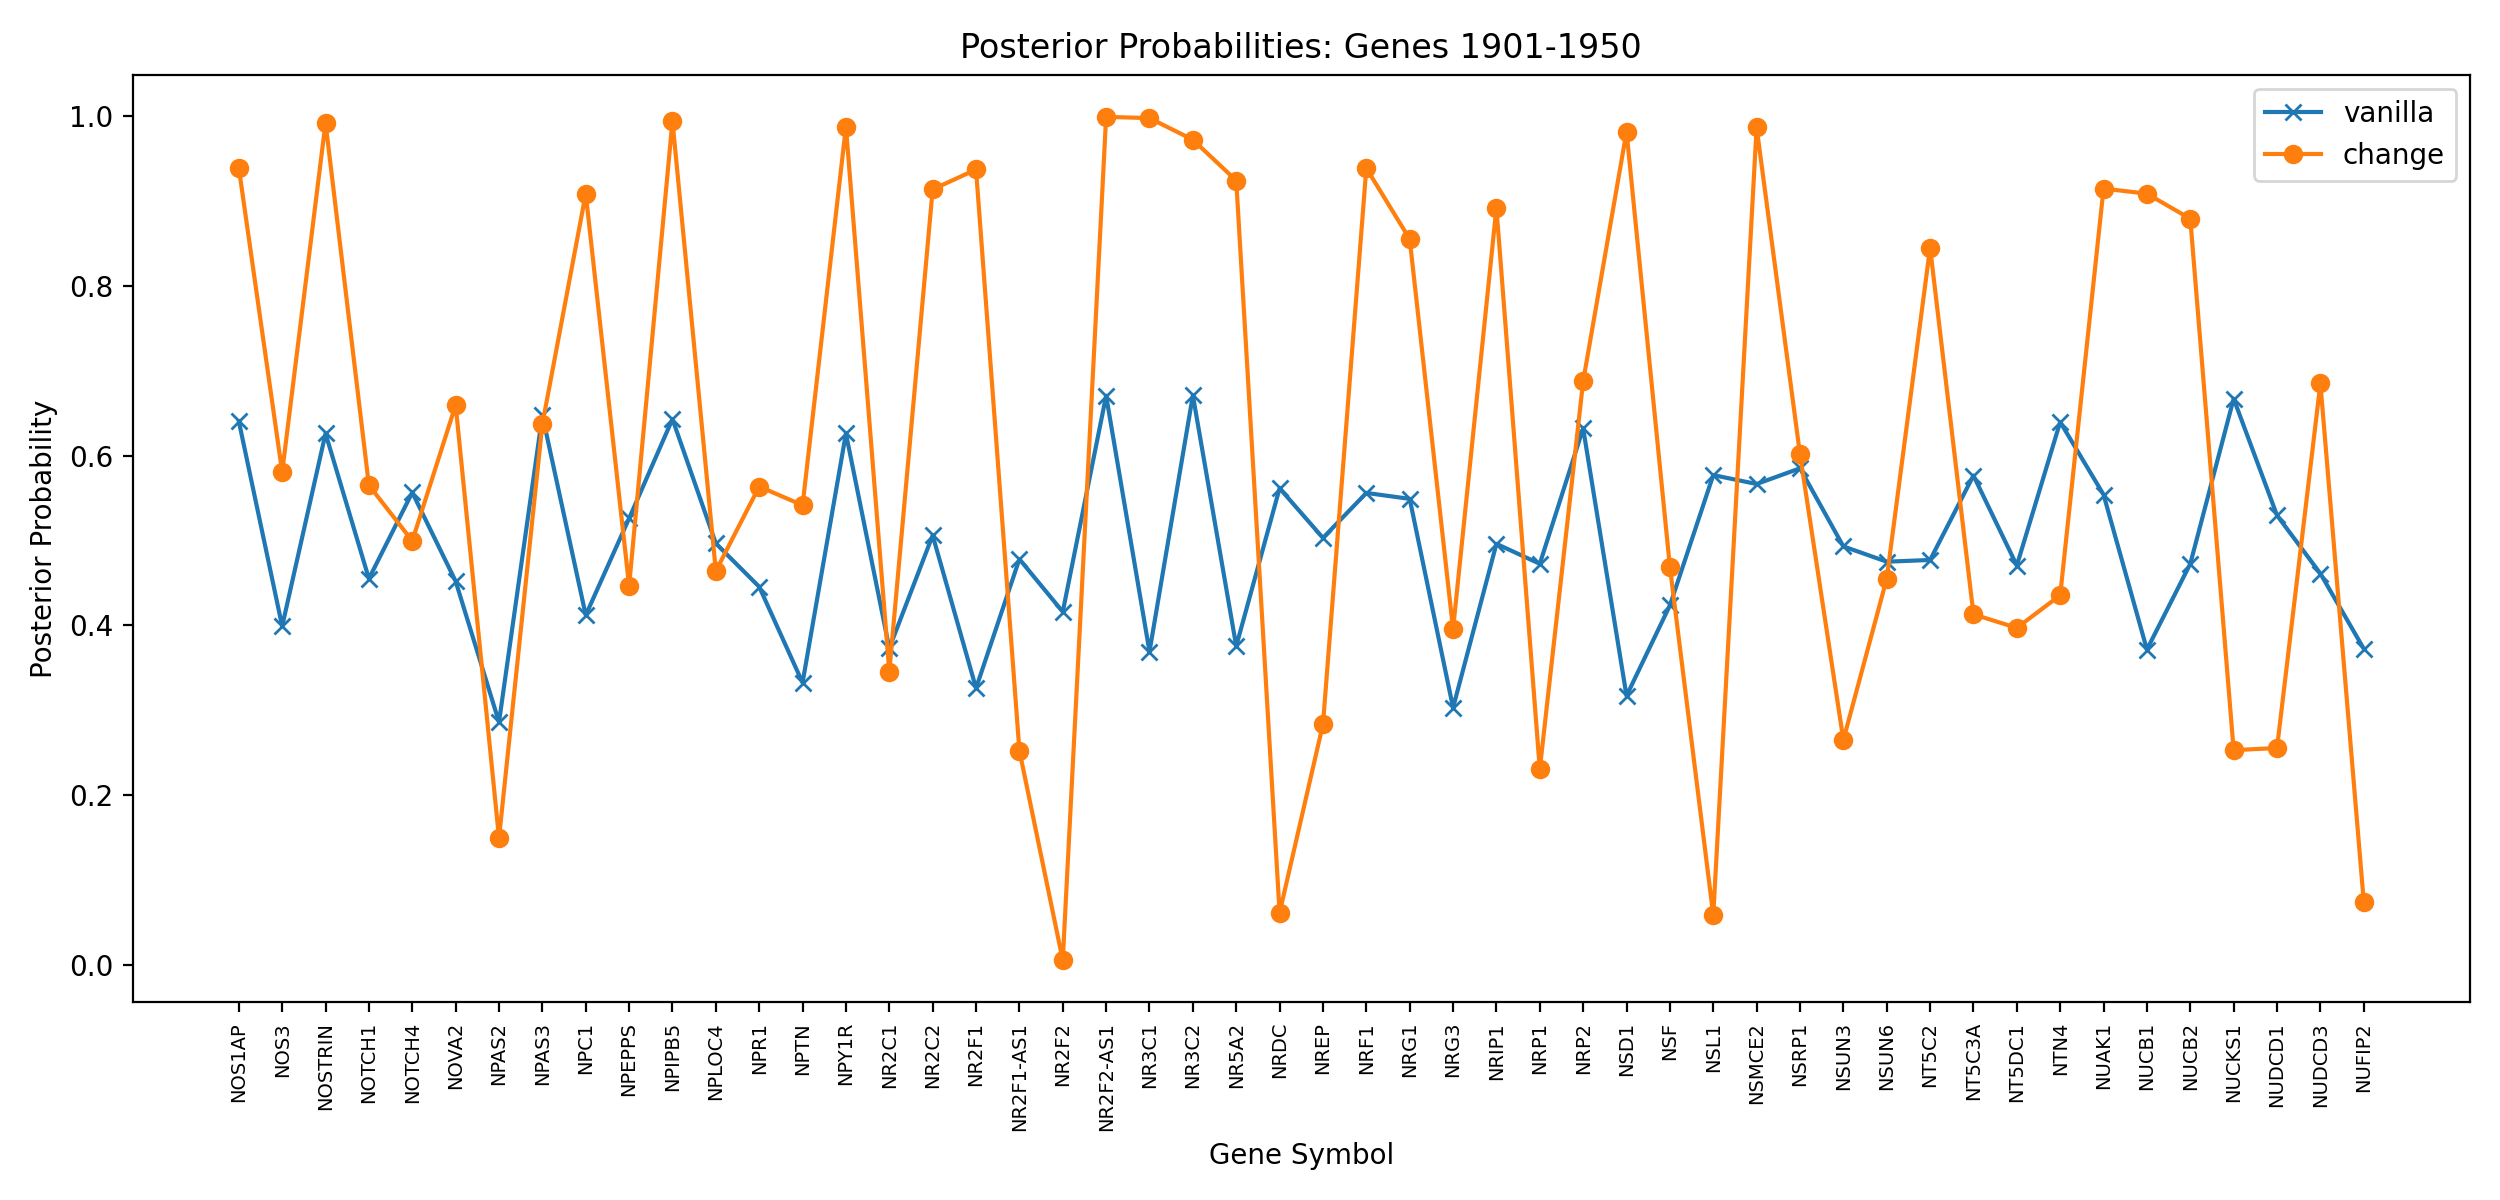 Posterior Probabilities: Genes 1901-1950
vanilla
change
Posterior Probability
1.0
0.8
0.6
0.4
0.2
0.0
NOS1AP
NOS3
NOSTRIN
NOTCH1
NOTCH4
NOVA2
NPAS2
NPAS3
NPC1
NPEPPS
NPIPB5
NPLOC4
NPR1
NPTN
NPY1R
NR2C1
NR2C2
NR2F1
NR2F1-AS1
NR2F2
NR2F2-AS1
NR3C1
NR3C2
NR5A2
NRDC
NREP
NRF1
NRG1
NRG3
NRIP1
NRP1
NRP2
NSD1
NSF
NSL1
NSMCE2
NSRP1
NSUN3
NSUN6
NT5C2
NT5C3A
NT5DC1
NTN4
NUAK1
NUCB1
NUCB2
NUCKS1
NUDCD1
NUDCD3
NUFIP2
Gene Symbol